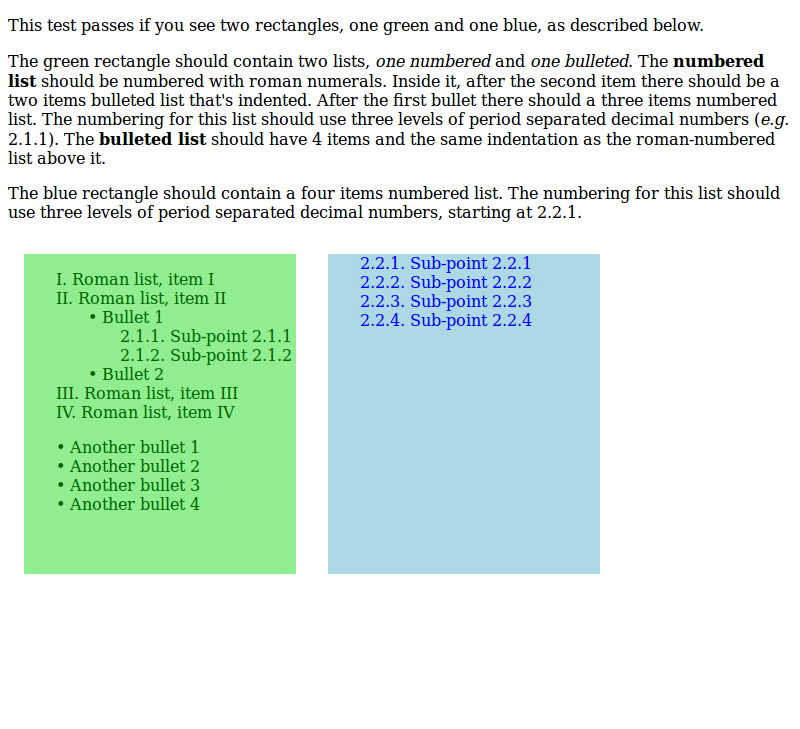 This test passes if you see two rectangles, one green and one blue, as described below.
The green rectangle should contain two lists, one numbered and one bulleted. The numbered
list should be numbered with roman numerals. Inside it, after the second item there should be a
two items bulleted list that's indented. After the first bullet there should a three items numbered
list. The numbering for this list should use three levels of period separated decimal numbers (e.g.
2.1.1). The bulleted list should have 4 items and the same indentation as the roman-numbered
list above it.
The blue rectangle should contain a four items numbered list. The numbering for this list should
use three levels of period separated decimal numbers, starting at 2.2.1.
I. Roman list, item I
II. Roman list, item II
• Bullet 1
2.1.1. Sub-point 2.1.1
2.1.2. Sub-point 2.1.2
• Bullet 2
III. Roman list, item III
IV. Roman list, item IV
• Another bullet 1
• Another bullet 2
• Another bullet 3
• Another bullet 4
2.2.1. Sub-point 2.2.1
2.2.2. Sub-point 2.2.2
2.2.3. Sub-point 2.2.3
2.2.4. Sub-point 2.2.4